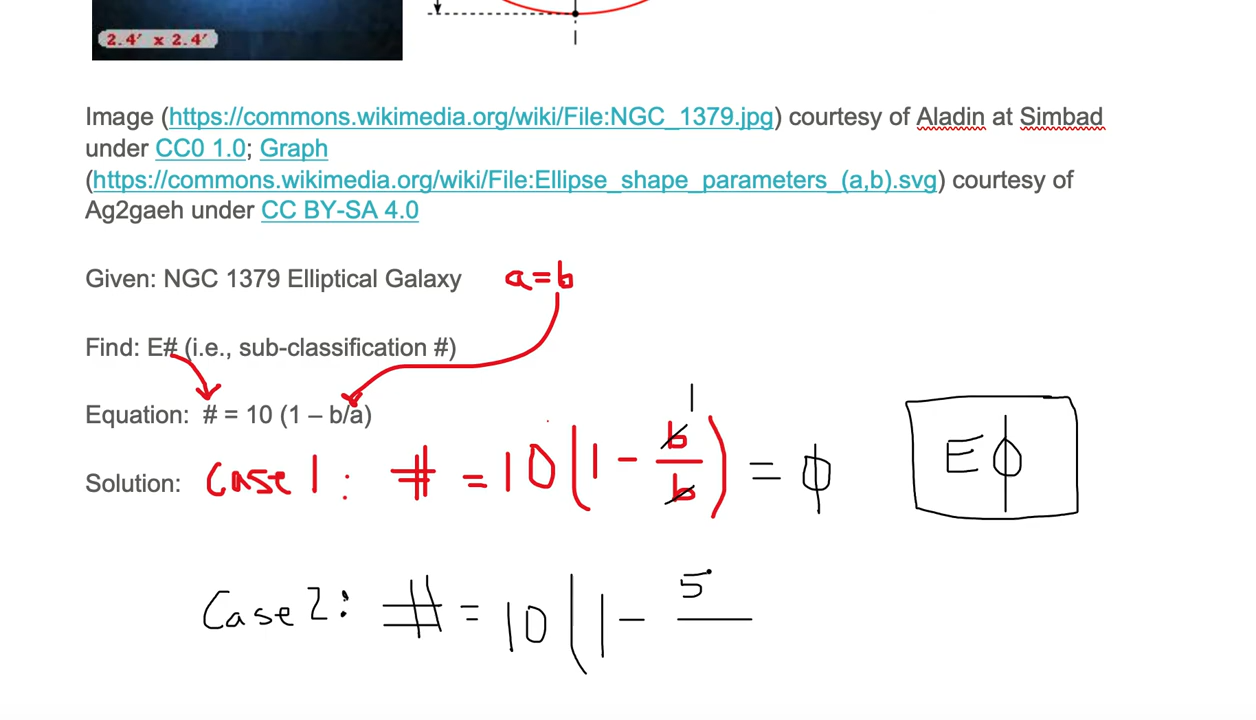 2.4' x 2.4'
Image (https://commons.wikimedia.org/wiki/File:NGC_1379.jpg) courtesy of Aladin at Simbad
under CC0 1.0; Graph
(https://commons.wikimedia.org/wiki/File:Ellipse_shape_parameters_(a,b).svg) courtesy of
Ag2gaeh under CC BY-SA 4.0
Given: NGC 1379 Elliptical Galaxy a=b
Find: E# (i.e., sub-classification #)
Equation: # = 10 (1 – b/a)
1
Solution: Case 1: # = 10(1 - b/b) = ϕ Eϕ
Case 2: # = 10(1 - 5